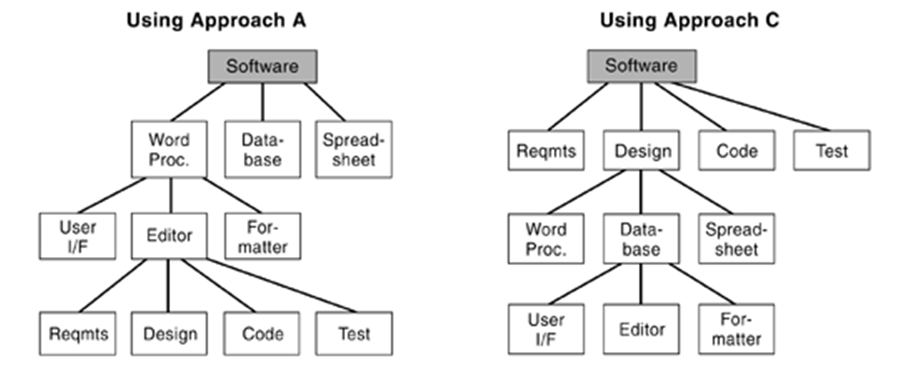 Using Approach A
Software
Word
Proc.
Data-
base
Spread-
sheet
User
I/F
Editor
For-
matter
Reqmts
Design
Code
Test
Using Approach C
Software
Reqmts
Design
Code
Test
Word
Proc.
Data-
base
Spread-
sheet
User
I/F
Editor
For-
matter